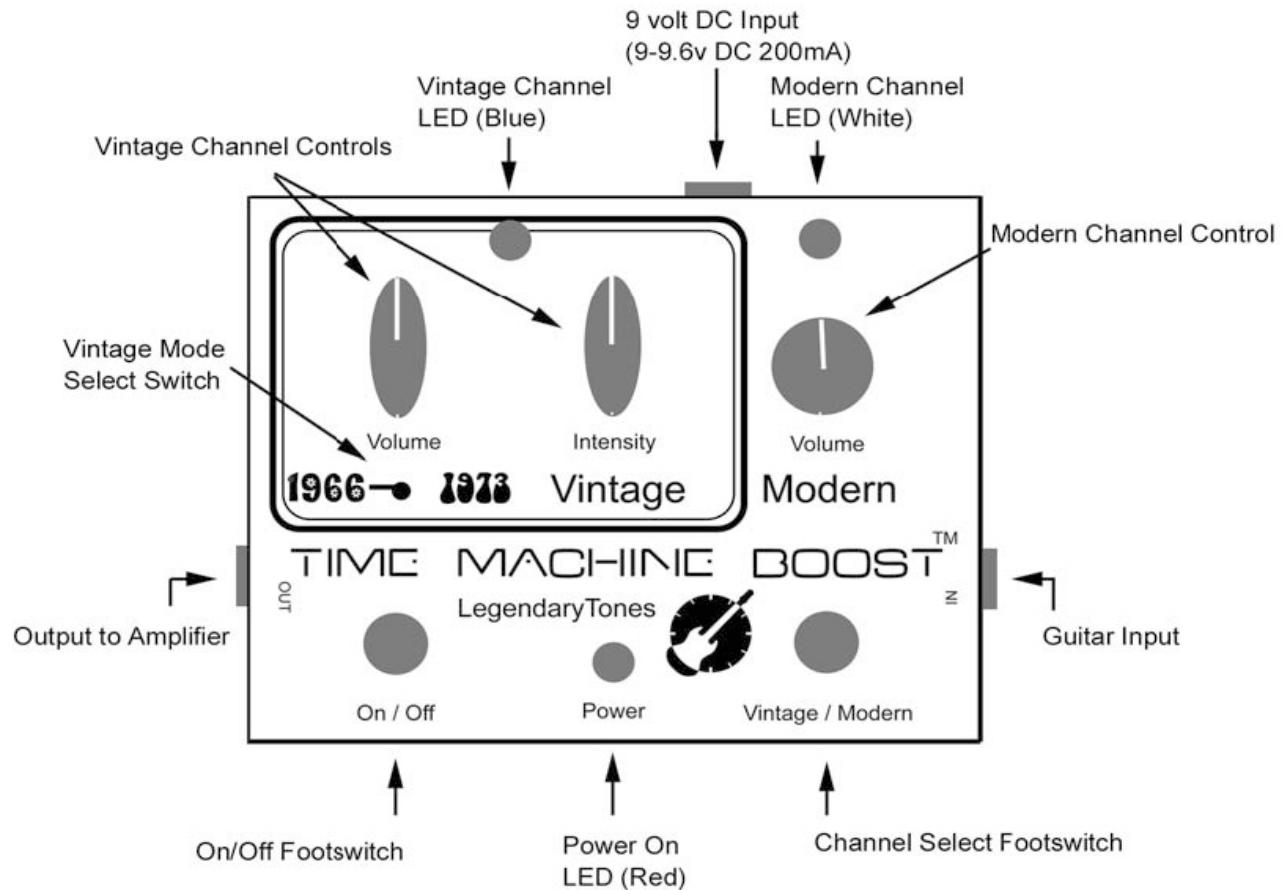 9 volt DC Input
(9-9.6v DC 200mA)
Vintage Channel
LED (Blue)
Modern Channel
LED (White)
Vintage Channel Controls
Modern Channel Control
Vintage Mode
Select Switch
Volume
Intensity
Volume
1966
1973
Vintage
Modern
TIME MACHINE BOOST™
OUT
IN
LegendaryTones
Output to Amplifier
Guitar Input
On / Off
Power
Vintage / Modern
On/Off Footswitch
Power On
LED (Red)
Channel Select Footswitch